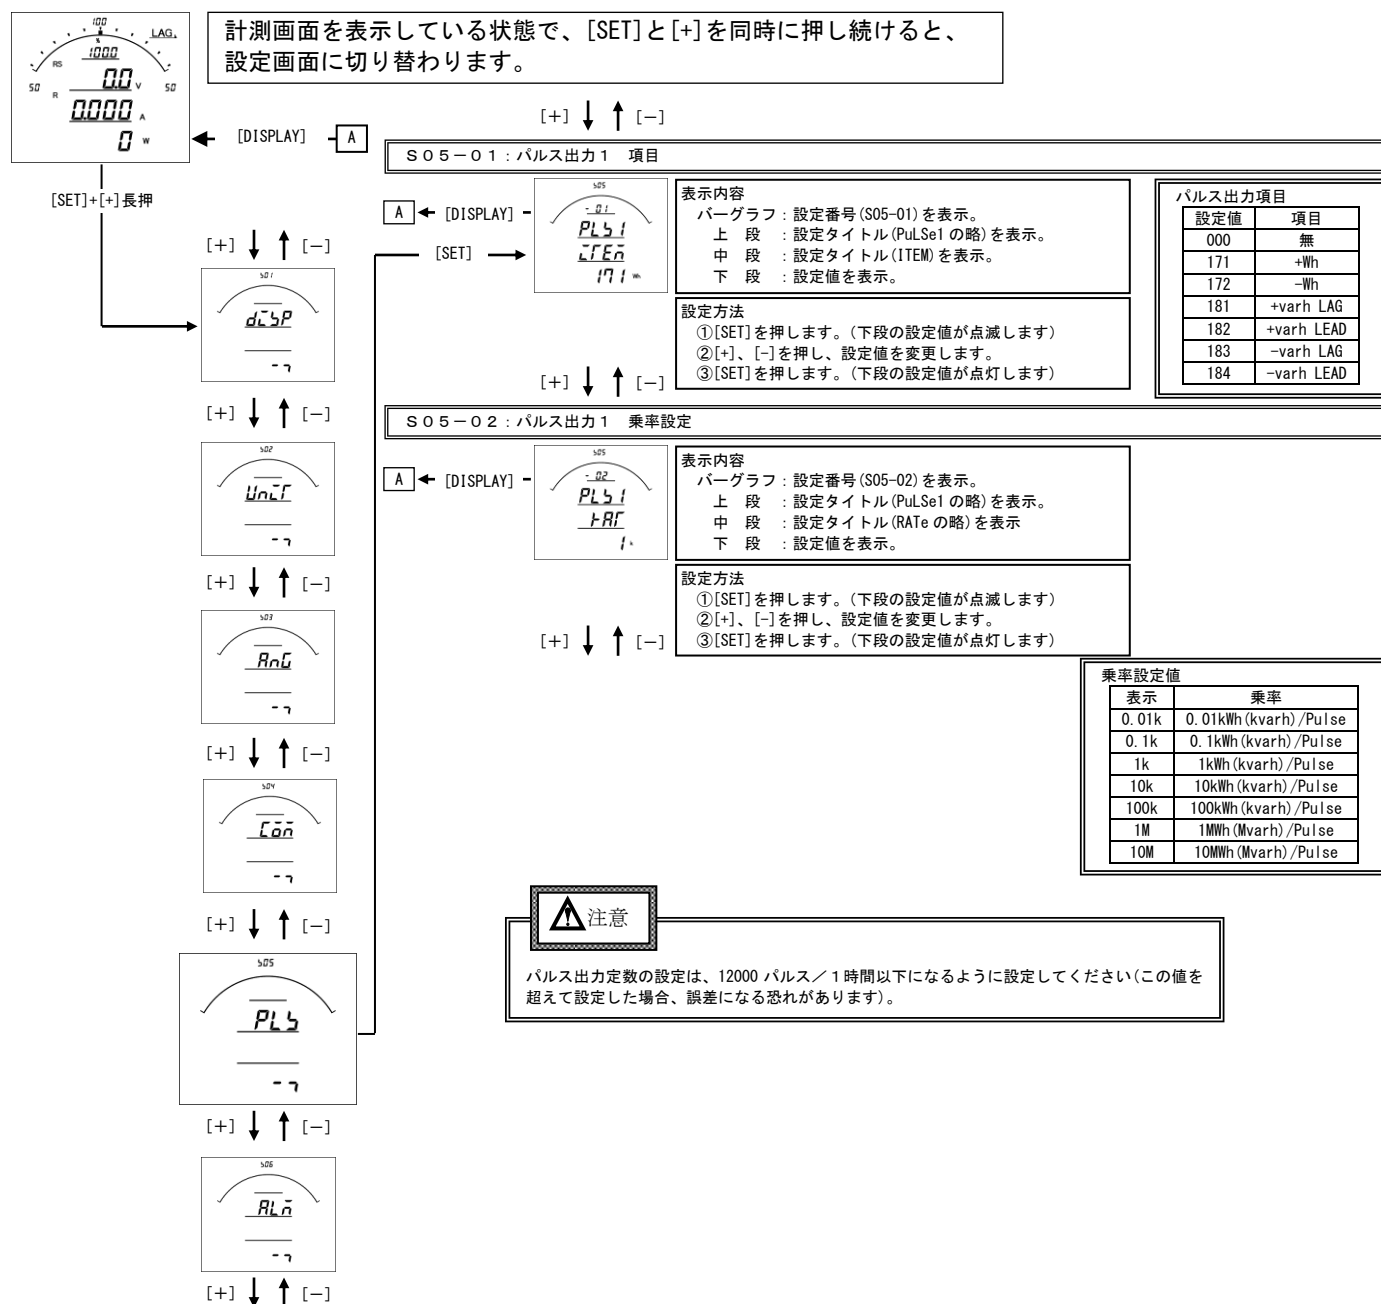 計測画面を表示している状態で、[SET]と[+]を同時に押し続けると、
設定画面に切り替わります。
100
LAG
%
100.0
RS
50
0.0 V
50
R
0.000 A
0 W
[DISPLAY]
A
[SET]+[+]長押
[+] [−]
S01
dISP
[+] [−]
S02
UnIT
[+] [−]
S03
AnG
[+] [−]
S04
Com
[+] [−]
S05
PLS
[+] [−]
S06
ALm
[+] [−]
[+] [−]
S05−01：パルス出力1　項目
A
[DISPLAY]
[SET]
S05
-01
PLS1
ITEm
171 Wh
表示内容
バーグラフ：設定番号(S05-01)を表示。
上　段　：設定タイトル(PuLSe1の略)を表示。
中　段　：設定タイトル(ITEM)を表示。
下　段　：設定値を表示。
設定方法
①[SET]を押します。(下段の設定値が点滅します)
②[+]、[-]を押し、設定値を変更します。
③[SET]を押します。(下段の設定値が点灯します)
パルス出力項目
設定値　項目
000　無
171　+Wh
172　−Wh
181　+varh LAG
182　+varh LEAD
183　−varh LAG
184　−varh LEAD
[+] [−]
S05−02：パルス出力1　乗率設定
A
[DISPLAY]
S05
-02
PLS1
rAT
1 k
表示内容
バーグラフ：設定番号(S05-02)を表示。
上　段　：設定タイトル(PuLSe1の略)を表示。
中　段　：設定タイトル(RATeの略)を表示
下　段　：設定値を表示。
設定方法
①[SET]を押します。(下段の設定値が点滅します)
②[+]、[-]を押し、設定値を変更します。
③[SET]を押します。(下段の設定値が点灯します)
[+] [−]
乗率設定値
表示　乗率
0.01k　0.01kWh(kvarh)/Pulse
0.1k　0.1kWh(kvarh)/Pulse
1k　1kWh(kvarh)/Pulse
10k　10kWh(kvarh)/Pulse
100k　100kWh(kvarh)/Pulse
1M　1MWh(Mvarh)/Pulse
10M　10MWh(Mvarh)/Pulse
注意
パルス出力定数の設定は、12000パルス／1時間以下になるように設定してください(この値を
超えて設定した場合、誤差になる恐れがあります)。